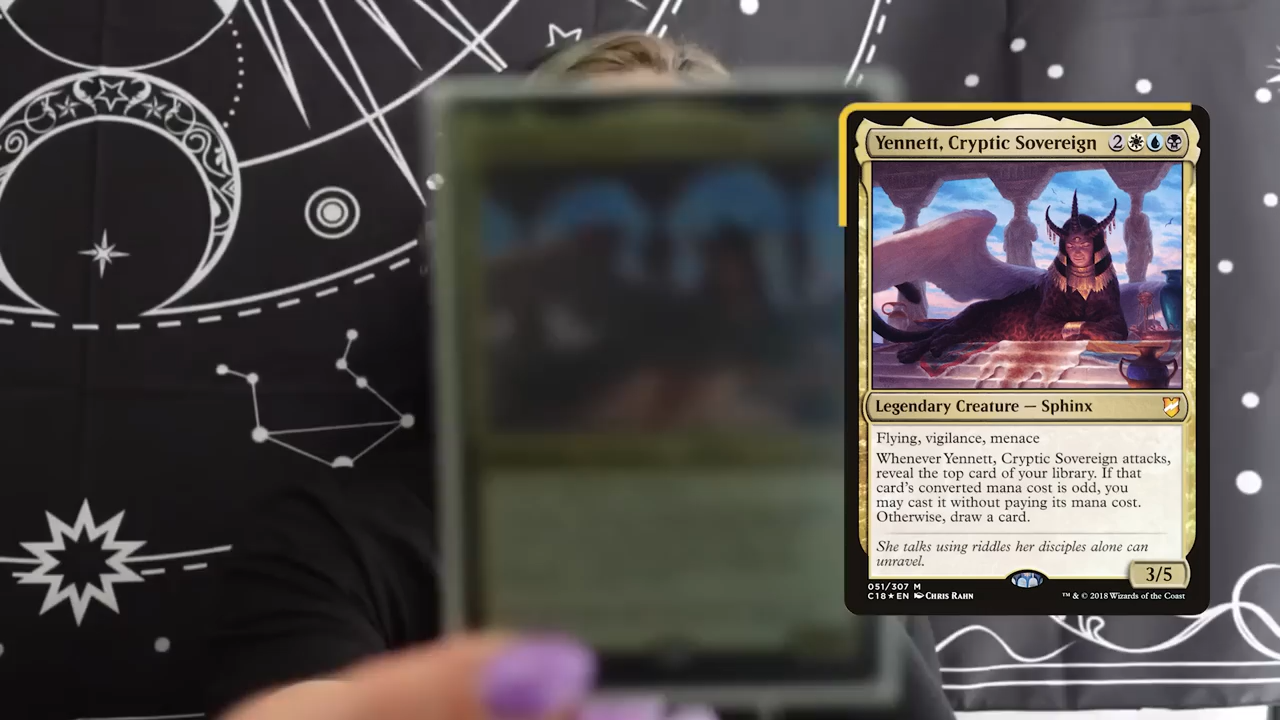 Yennett, Cryptic Sovereign 2
Legendary Creature — Sphinx
Flying, vigilance, menace
Whenever Yennett, Cryptic Sovereign attacks,
reveal the top card of your library. If that
card's converted mana cost is odd, you
may cast it without paying its mana cost.
Otherwise, draw a card.
She talks using riddles her disciples alone can
unravel.
3/5
051/307 M
C18★EN Chris Rahn
™ & © 2018 Wizards of the Coast